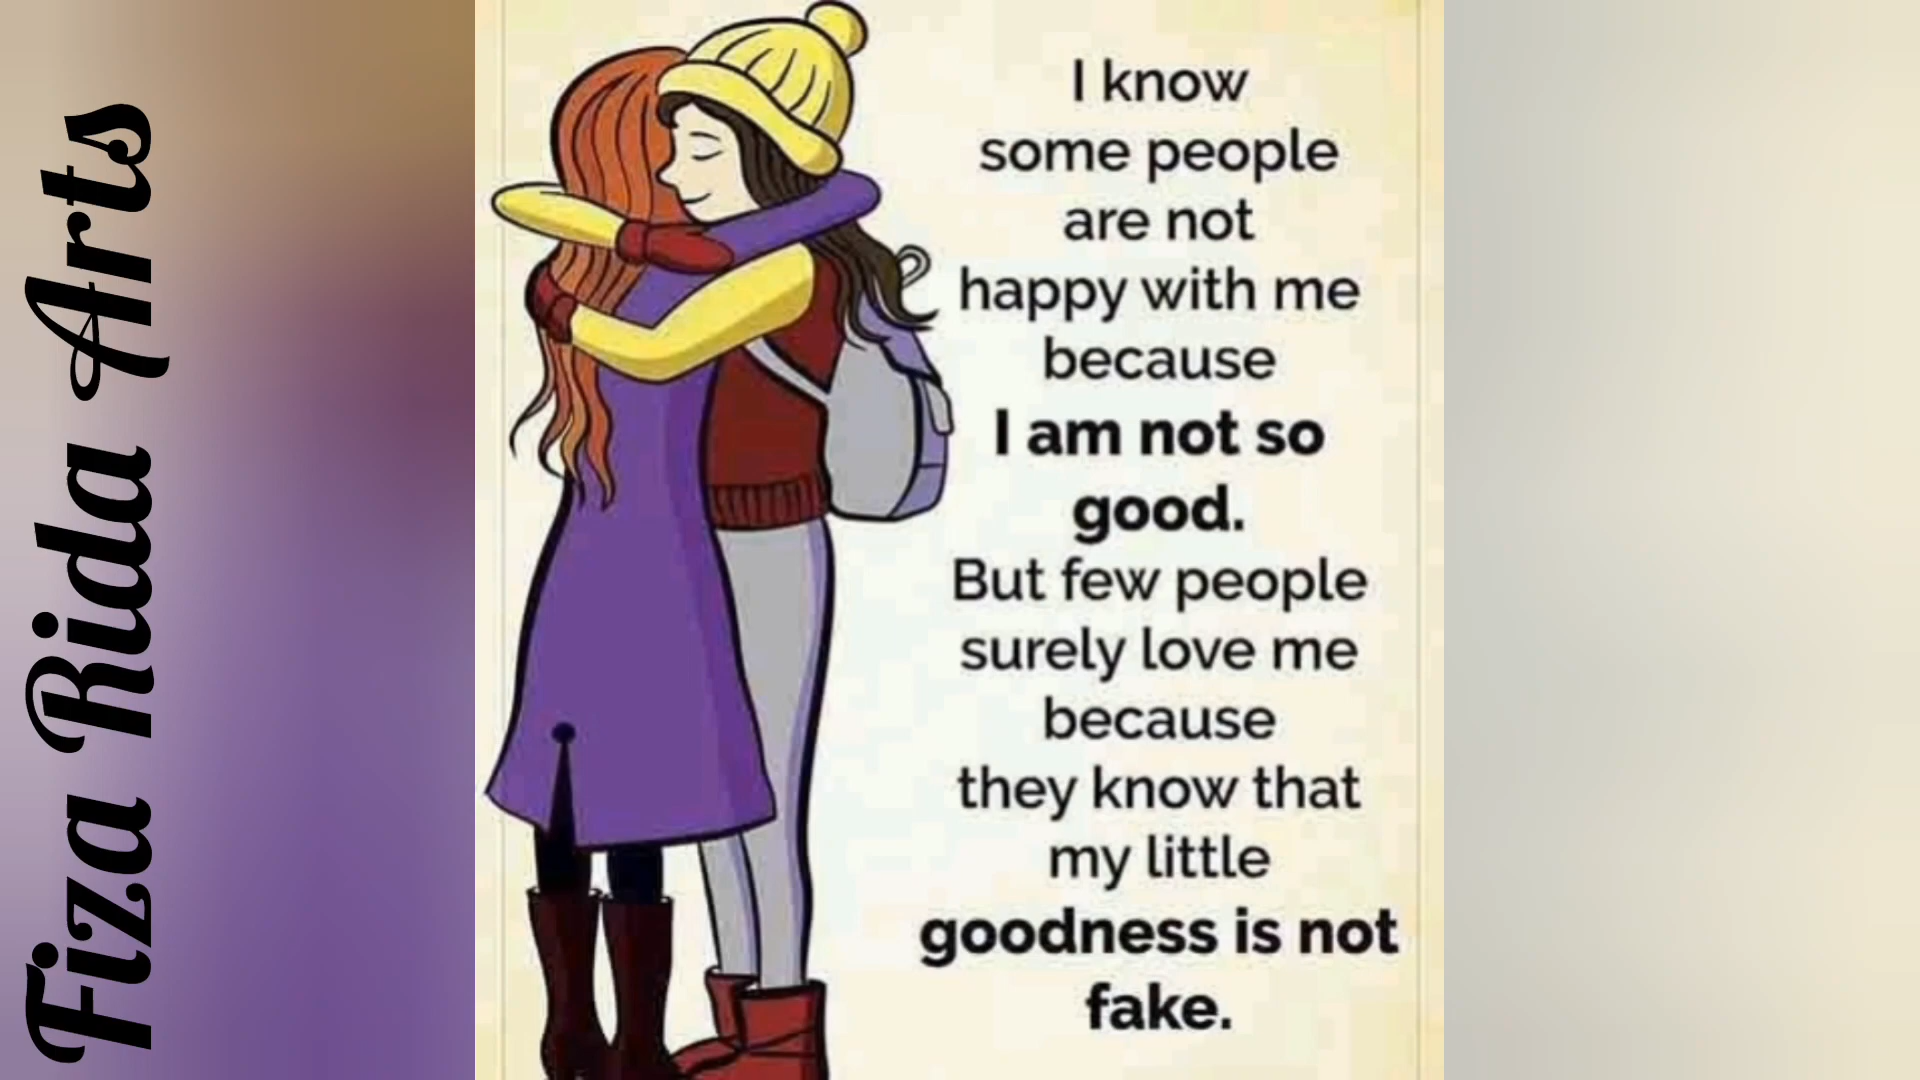 Fiza Rida Arts
I know
some people
are not
happy with me
because
I am not so
good.
But few people
surely love me
because
they know that
my little
goodness is not
fake.